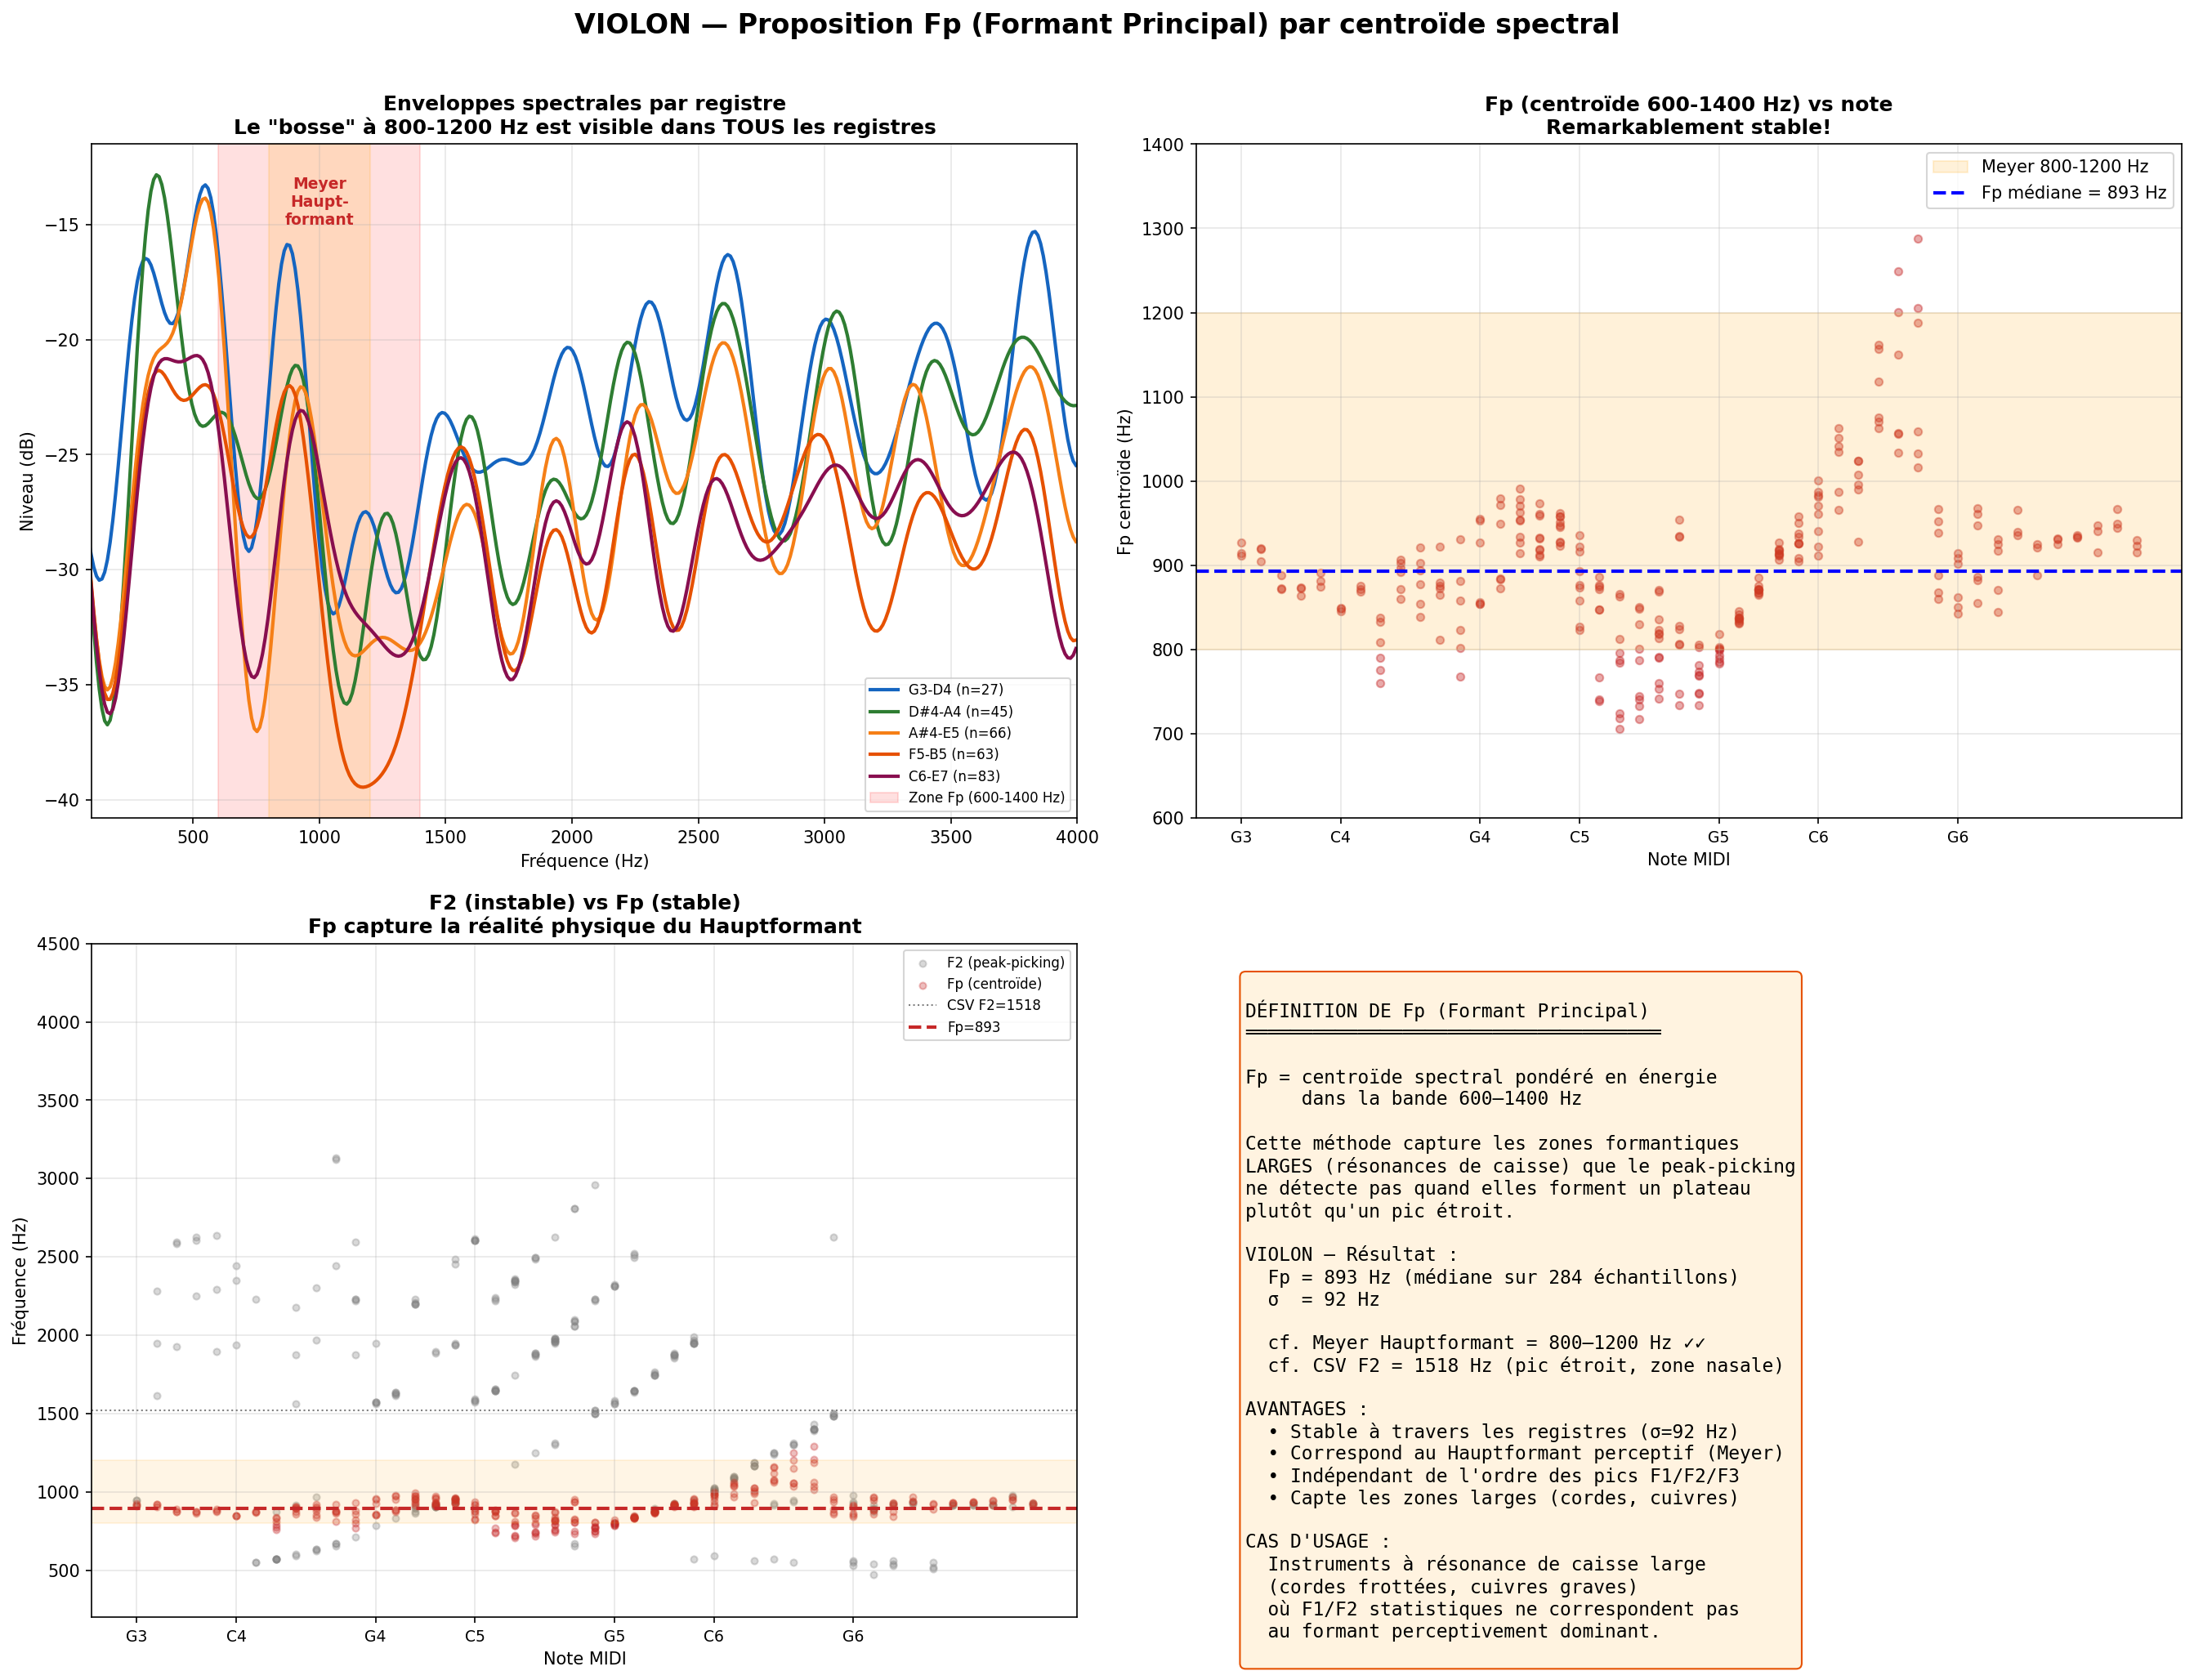 VIOLON — Proposition Fp (Formant Principal) par centroïde spectral
Enveloppes spectrales par registre
Le "bosse" à 800-1200 Hz est visible dans TOUS les registres
Niveau (dB)
−15
−20
−25
−30
−35
−40
Meyer
Haupt-
formant
G3-D4 (n=27)
D#4-A4 (n=45)
A#4-E5 (n=66)
F5-B5 (n=63)
C6-E7 (n=83)
Zone Fp (600-1400 Hz)
500 1000 1500 2000 2500 3000 3500 4000
Fréquence (Hz)
Fp (centroïde 600-1400 Hz) vs note
Remarkablement stable!
Fp centroïde (Hz)
1400
1300
1200
1100
1000
900
800
700
600
Meyer 800-1200 Hz
Fp médiane = 893 Hz
G3 C4 G4 C5 G5 C6 G6
Note MIDI
F2 (instable) vs Fp (stable)
Fp capture la réalité physique du Hauptformant
Fréquence (Hz)
4500
4000
3500
3000
2500
2000
1500
1000
500
F2 (peak-picking)
Fp (centroïde)
CSV F2=1518
Fp=893
G3 C4 G4 C5 G5 C6 G6
Note MIDI
DÉFINITION DE Fp (Formant Principal)
═════════════════════════════════════
Fp = centroïde spectral pondéré en énergie
dans la bande 600–1400 Hz
Cette méthode capture les zones formantiques
LARGES (résonances de caisse) que le peak-picking
ne détecte pas quand elles forment un plateau
plutôt qu'un pic étroit.
VIOLON — Résultat :
Fp = 893 Hz (médiane sur 284 échantillons)
σ = 92 Hz
cf. Meyer Hauptformant = 800–1200 Hz ✓✓
cf. CSV F2 = 1518 Hz (pic étroit, zone nasale)
AVANTAGES :
• Stable à travers les registres (σ=92 Hz)
• Correspond au Hauptformant perceptif (Meyer)
• Indépendant de l'ordre des pics F1/F2/F3
• Capte les zones larges (cordes, cuivres)
CAS D'USAGE :
Instruments à résonance de caisse large
(cordes frottées, cuivres graves)
où F1/F2 statistiques ne correspondent pas
au formant perceptivement dominant.